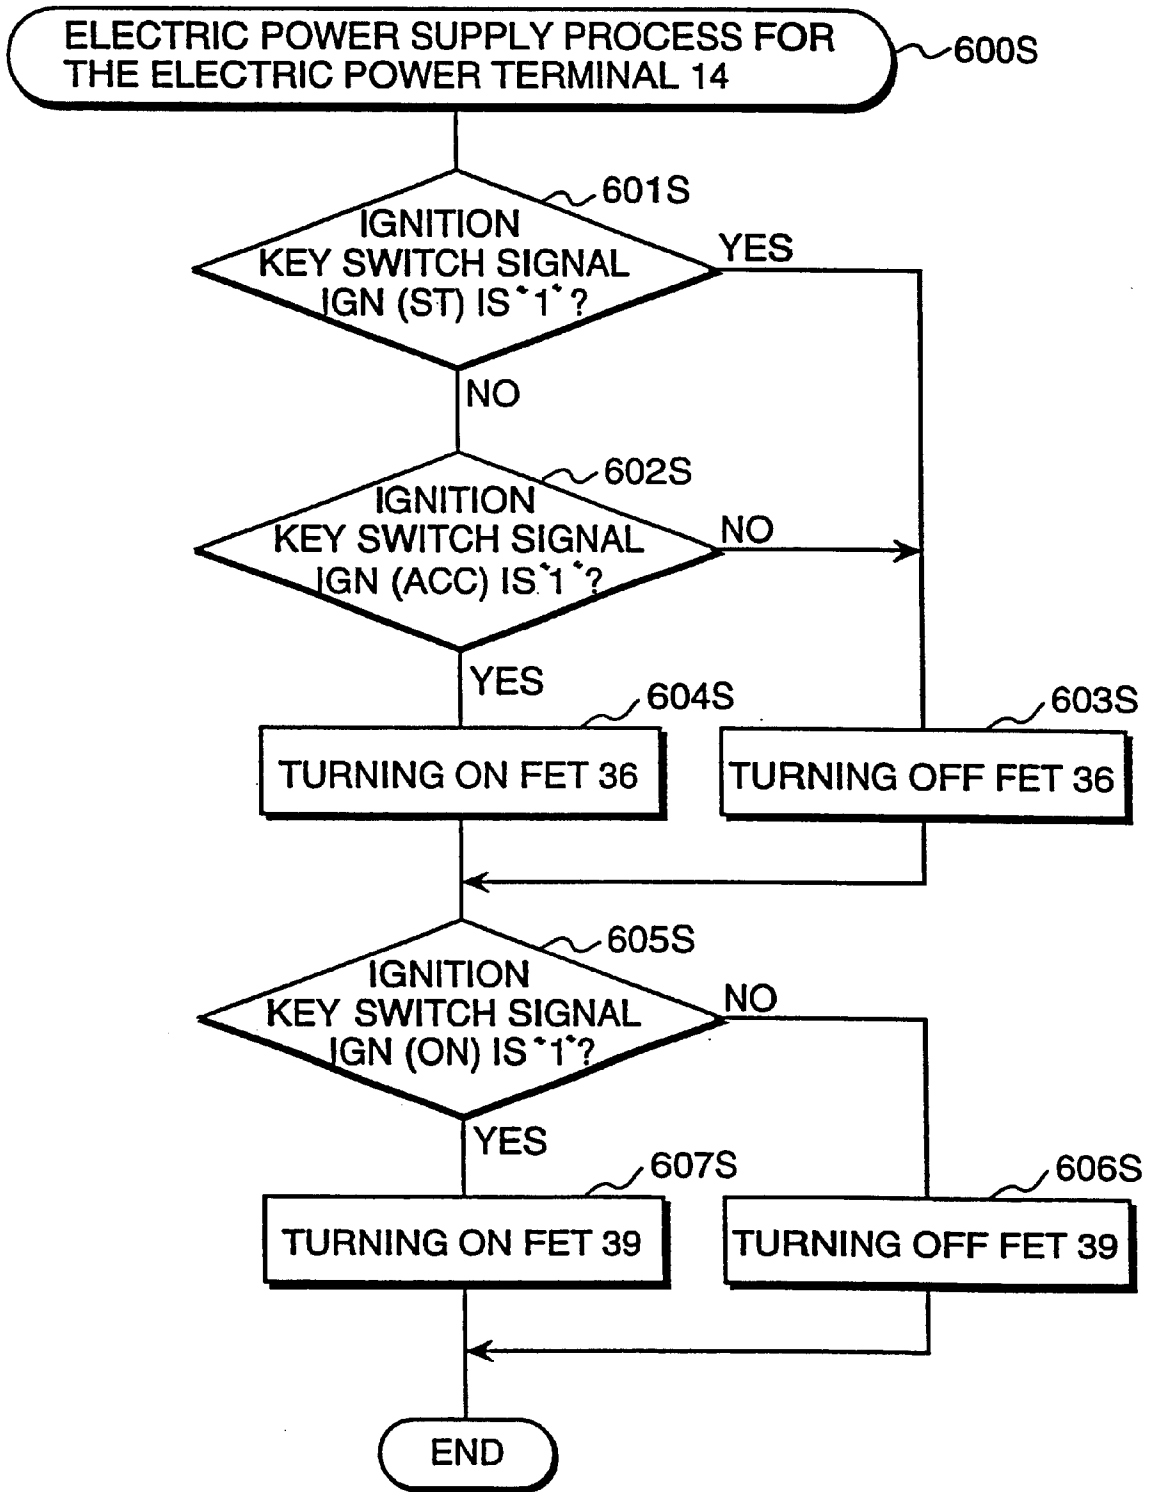 ELECTRIC POWER SUPPLY PROCESS FOR
THE ELECTRIC POWER TERMINAL 14
600S
601S
IGNITION
KEY SWITCH SIGNAL
IGN (ST) IS "1" ?
YES
NO
602S
IGNITION
KEY SWITCH SIGNAL
IGN (ACC) IS "1" ?
NO
YES
604S
TURNING ON FET 36
603S
TURNING OFF FET 36
605S
IGNITION
KEY SWITCH SIGNAL
IGN (ON) IS "1" ?
NO
YES
607S
TURNING ON FET 39
606S
TURNING OFF FET 39
END